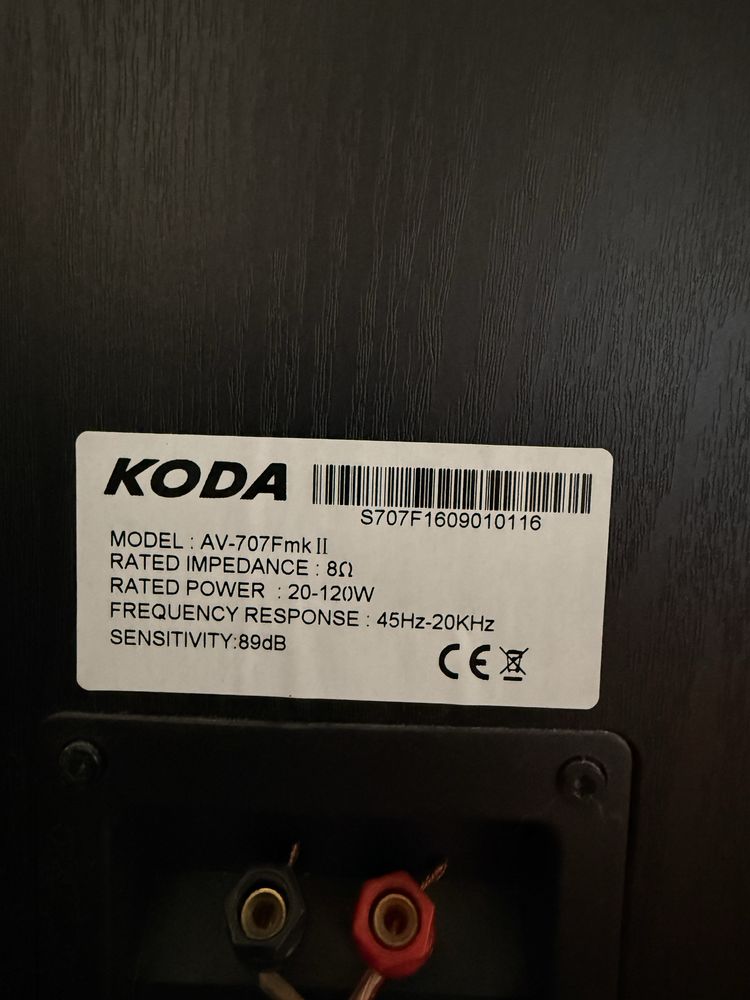 KODA
S707F1609010116
MODEL : AV-707Fmk II
RATED IMPEDANCE : 8Ω
RATED POWER : 20-120W
FREQUENCY RESPONSE : 45Hz-20KHz
SENSITIVITY:89dB
CE